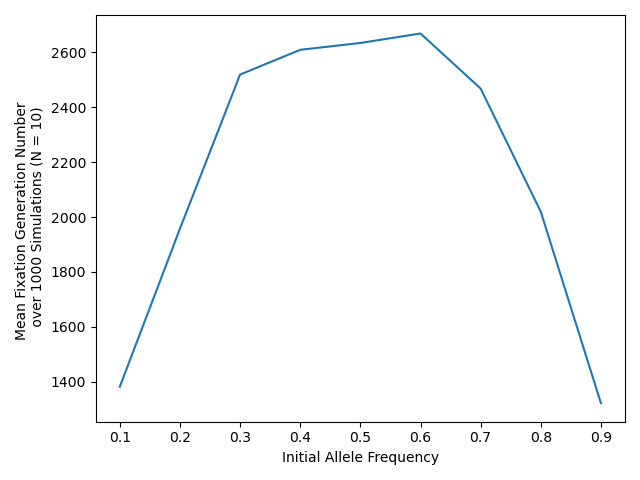 Mean Fixation Generation Number
over 1000 Simulations (N = 10)
2600
2400
2200
2000
1800
1600
1400
0.1 0.2 0.3 0.4 0.5 0.6 0.7 0.8 0.9
Initial Allele Frequency